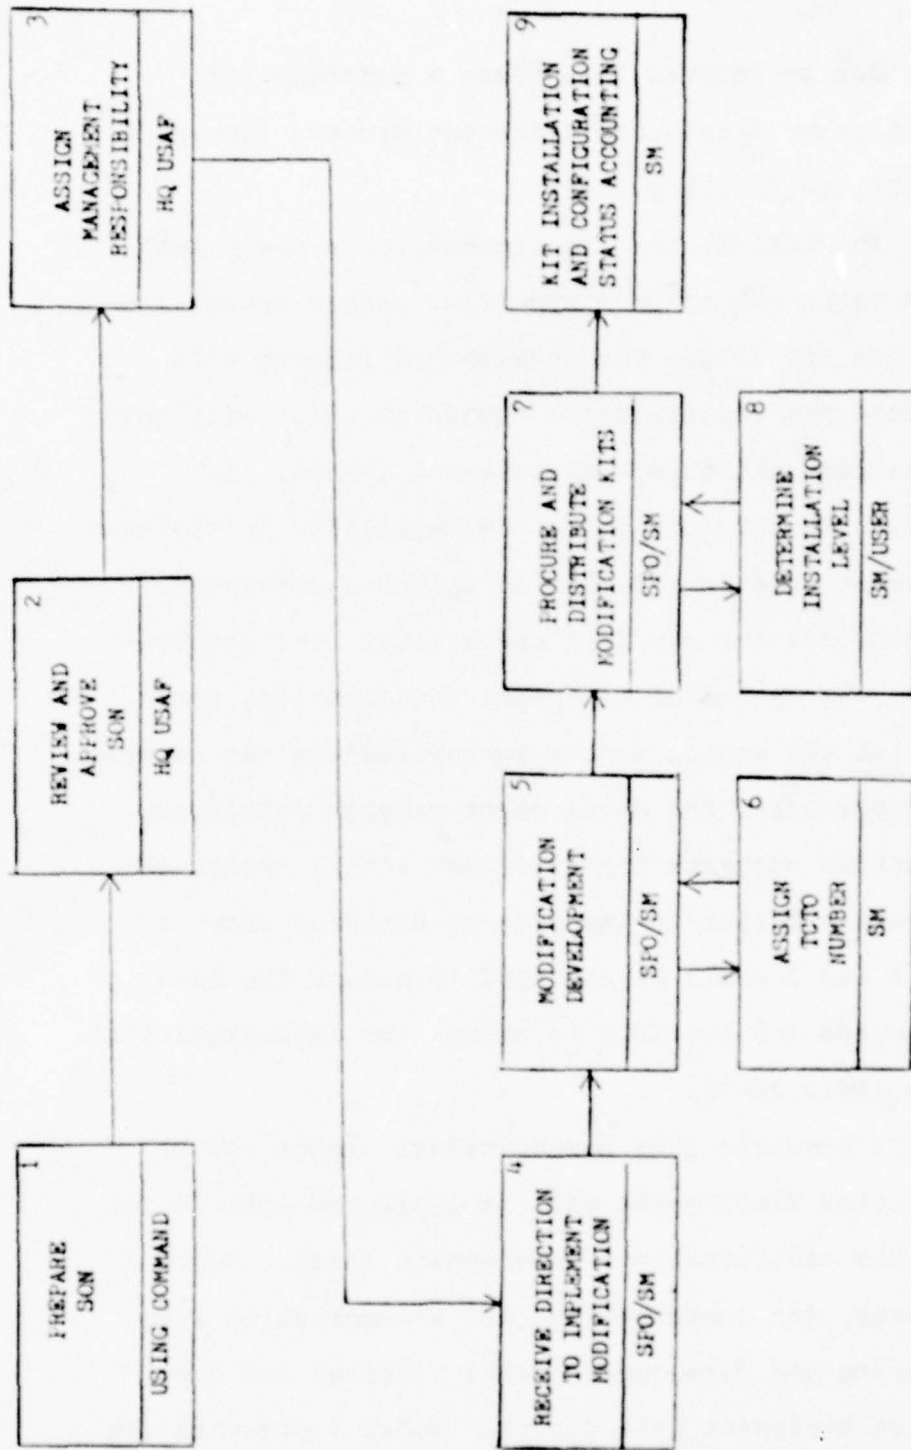 1
PREPARE
SON
USING COMMAND
2
REVIEW AND
APPROVE
SON
HQ USAF
3
ASSIGN
MANAGEMENT
RESPONSIBILITY
HQ USAF
4
RECEIVE DIRECTION
TO IMPLEMENT
MODIFICATION
SPO/SM
5
MODIFICATION
DEVELOPMENT
SPO/SM
6
ASSIGN
TCTO
NUMBER
SM
7
PROCURE AND
DISTRIBUTE
MODIFICATION KITS
SPO/SM
8
DETERMINE
INSTALLATION
LEVEL
SM/USER
9
KIT INSTALLATION
AND CONFIGURATION
STATUS ACCOUNTING
SM